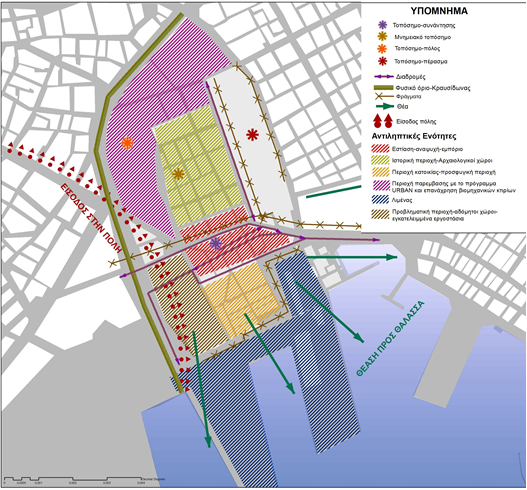 ΥΠΟΜΝΗΜΑ
Τοπόσημο-συνάντησης
Μνημειακό τοπόσημο
Τοπόσημο-πόλος
Τοπόσημο-πέρασμα
Διαδρομές
Φυσικό όριο-Κραυσίδωνας
Φράγματα
Θέα
Είσοδος πόλης
Αντιληπτικές Ενότητες
Εστίαση-αναψυχή-εμπόριο
Ιστορική περιοχή-Αρχαιολογικοί χώροι
Περιοχή κατοικίας-προσφυγική περιοχή
Περιοχή παρέμβασης με το πρόγραμμα
URBAN και επανάχρηση βιομηχανικών κτιρίων
Λιμένας
Προβληματική περιοχή-αδόμητοι χώροι-
εγκατελειμμένα εργοστάσια
ΕΙΣΟΔΟΣ ΣΤΗΝ ΠΟΛΗ
ΘΕΑΣΗ ΠΡΟΣ ΘΑΛΑΣΣΑ